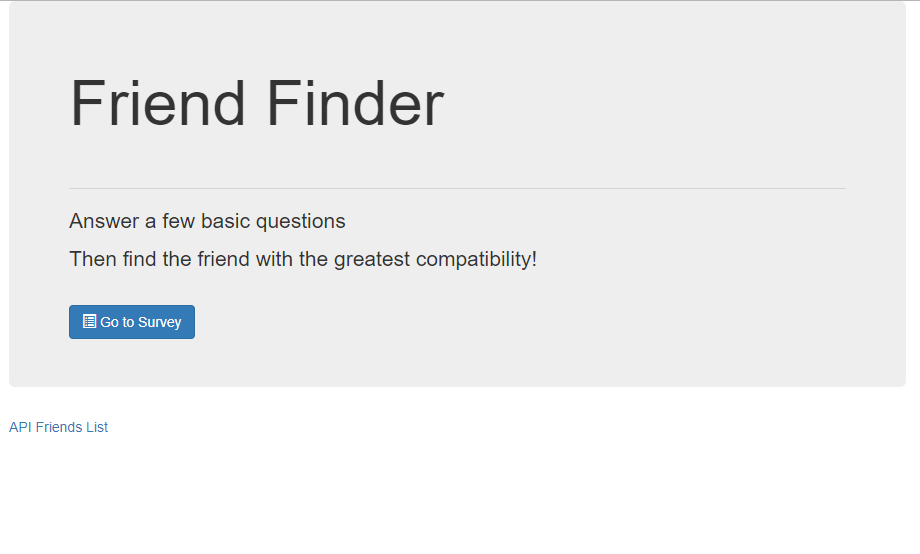 Friend Finder
Answer a few basic questions
Then find the friend with the greatest compatibility!
Go to Survey
API Friends List